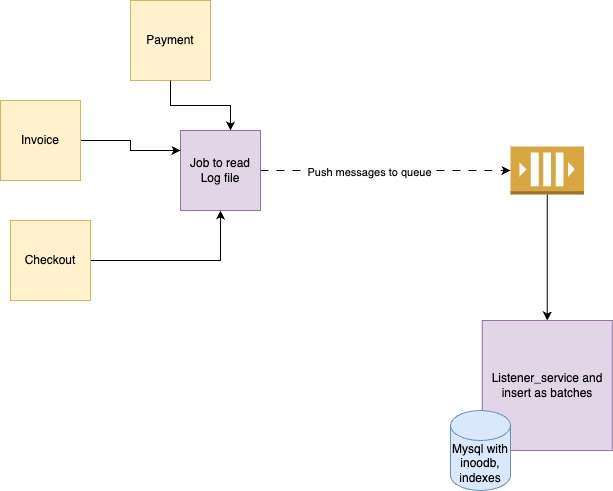 Payment
Invoice
Job to read
Log file
Push messages to queue
Checkout
Listener_service and
insert as batches
Mysql with
inoodb,
indexes